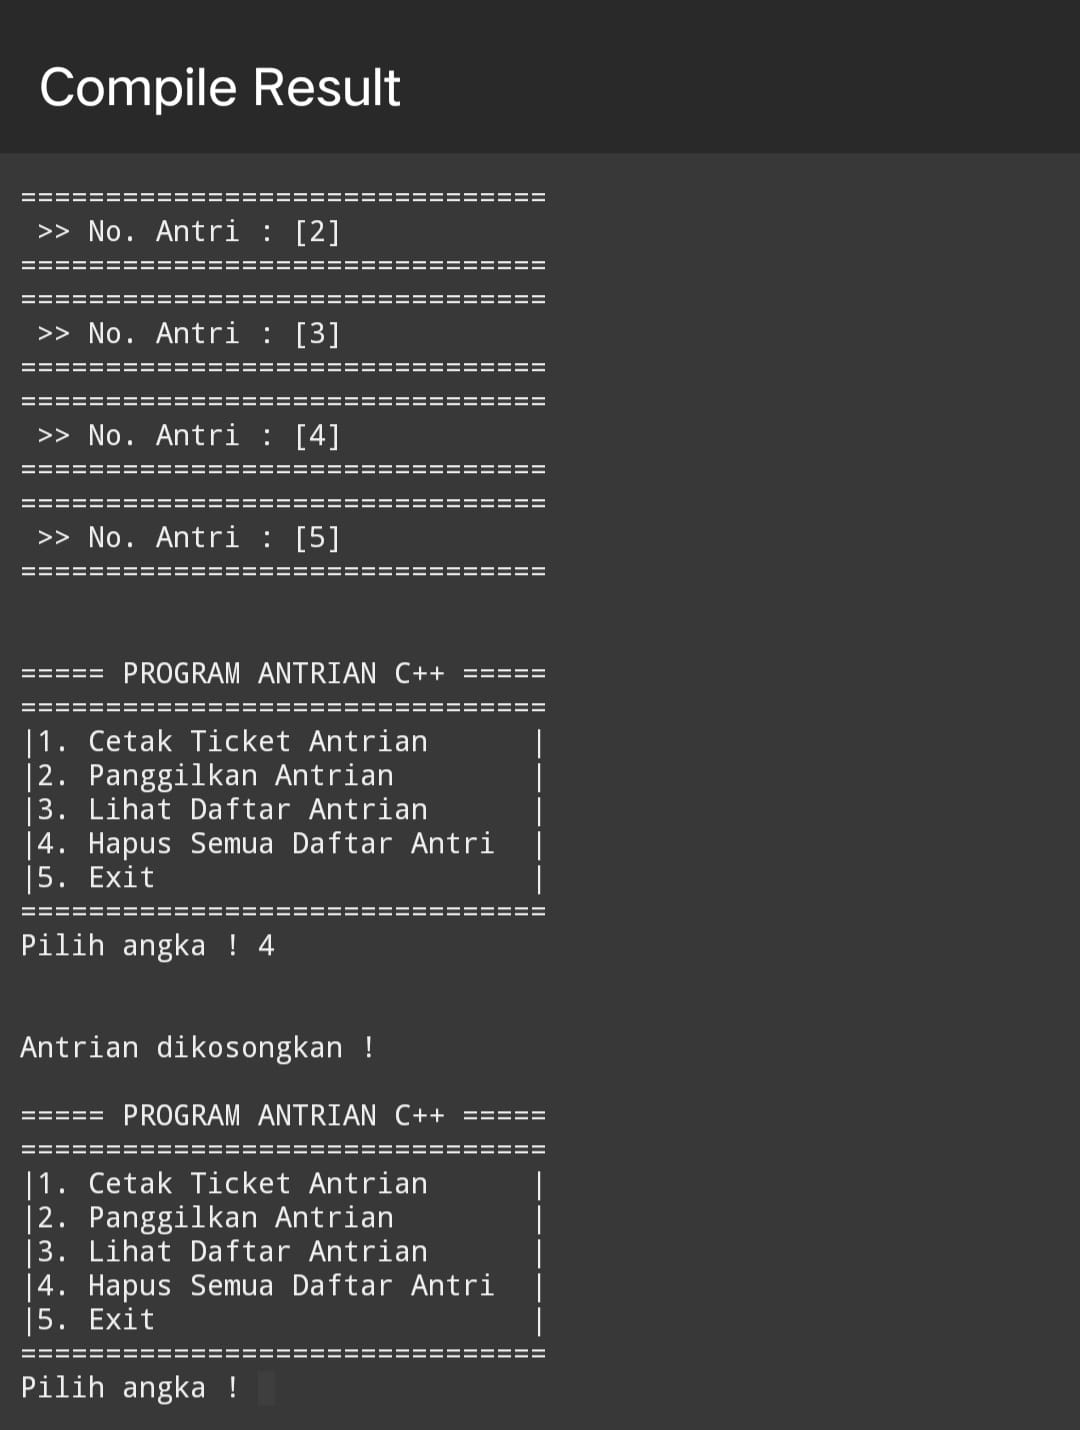 Compile Result
===============================
 >> No. Antri : [2]
===============================
===============================
 >> No. Antri : [3]
===============================
===============================
 >> No. Antri : [4]
===============================
===============================
 >> No. Antri : [5]
===============================
===== PROGRAM ANTRIAN C++ =====
===============================
|1. Cetak Ticket Antrian      |
|2. Panggilkan Antrian        |
|3. Lihat Daftar Antrian      |
|4. Hapus Semua Daftar Antri  |
|5. Exit                      |
===============================
Pilih angka ! 4
Antrian dikosongkan !
===== PROGRAM ANTRIAN C++ =====
===============================
|1. Cetak Ticket Antrian      |
|2. Panggilkan Antrian        |
|3. Lihat Daftar Antrian      |
|4. Hapus Semua Daftar Antri  |
|5. Exit                      |
===============================
Pilih angka !